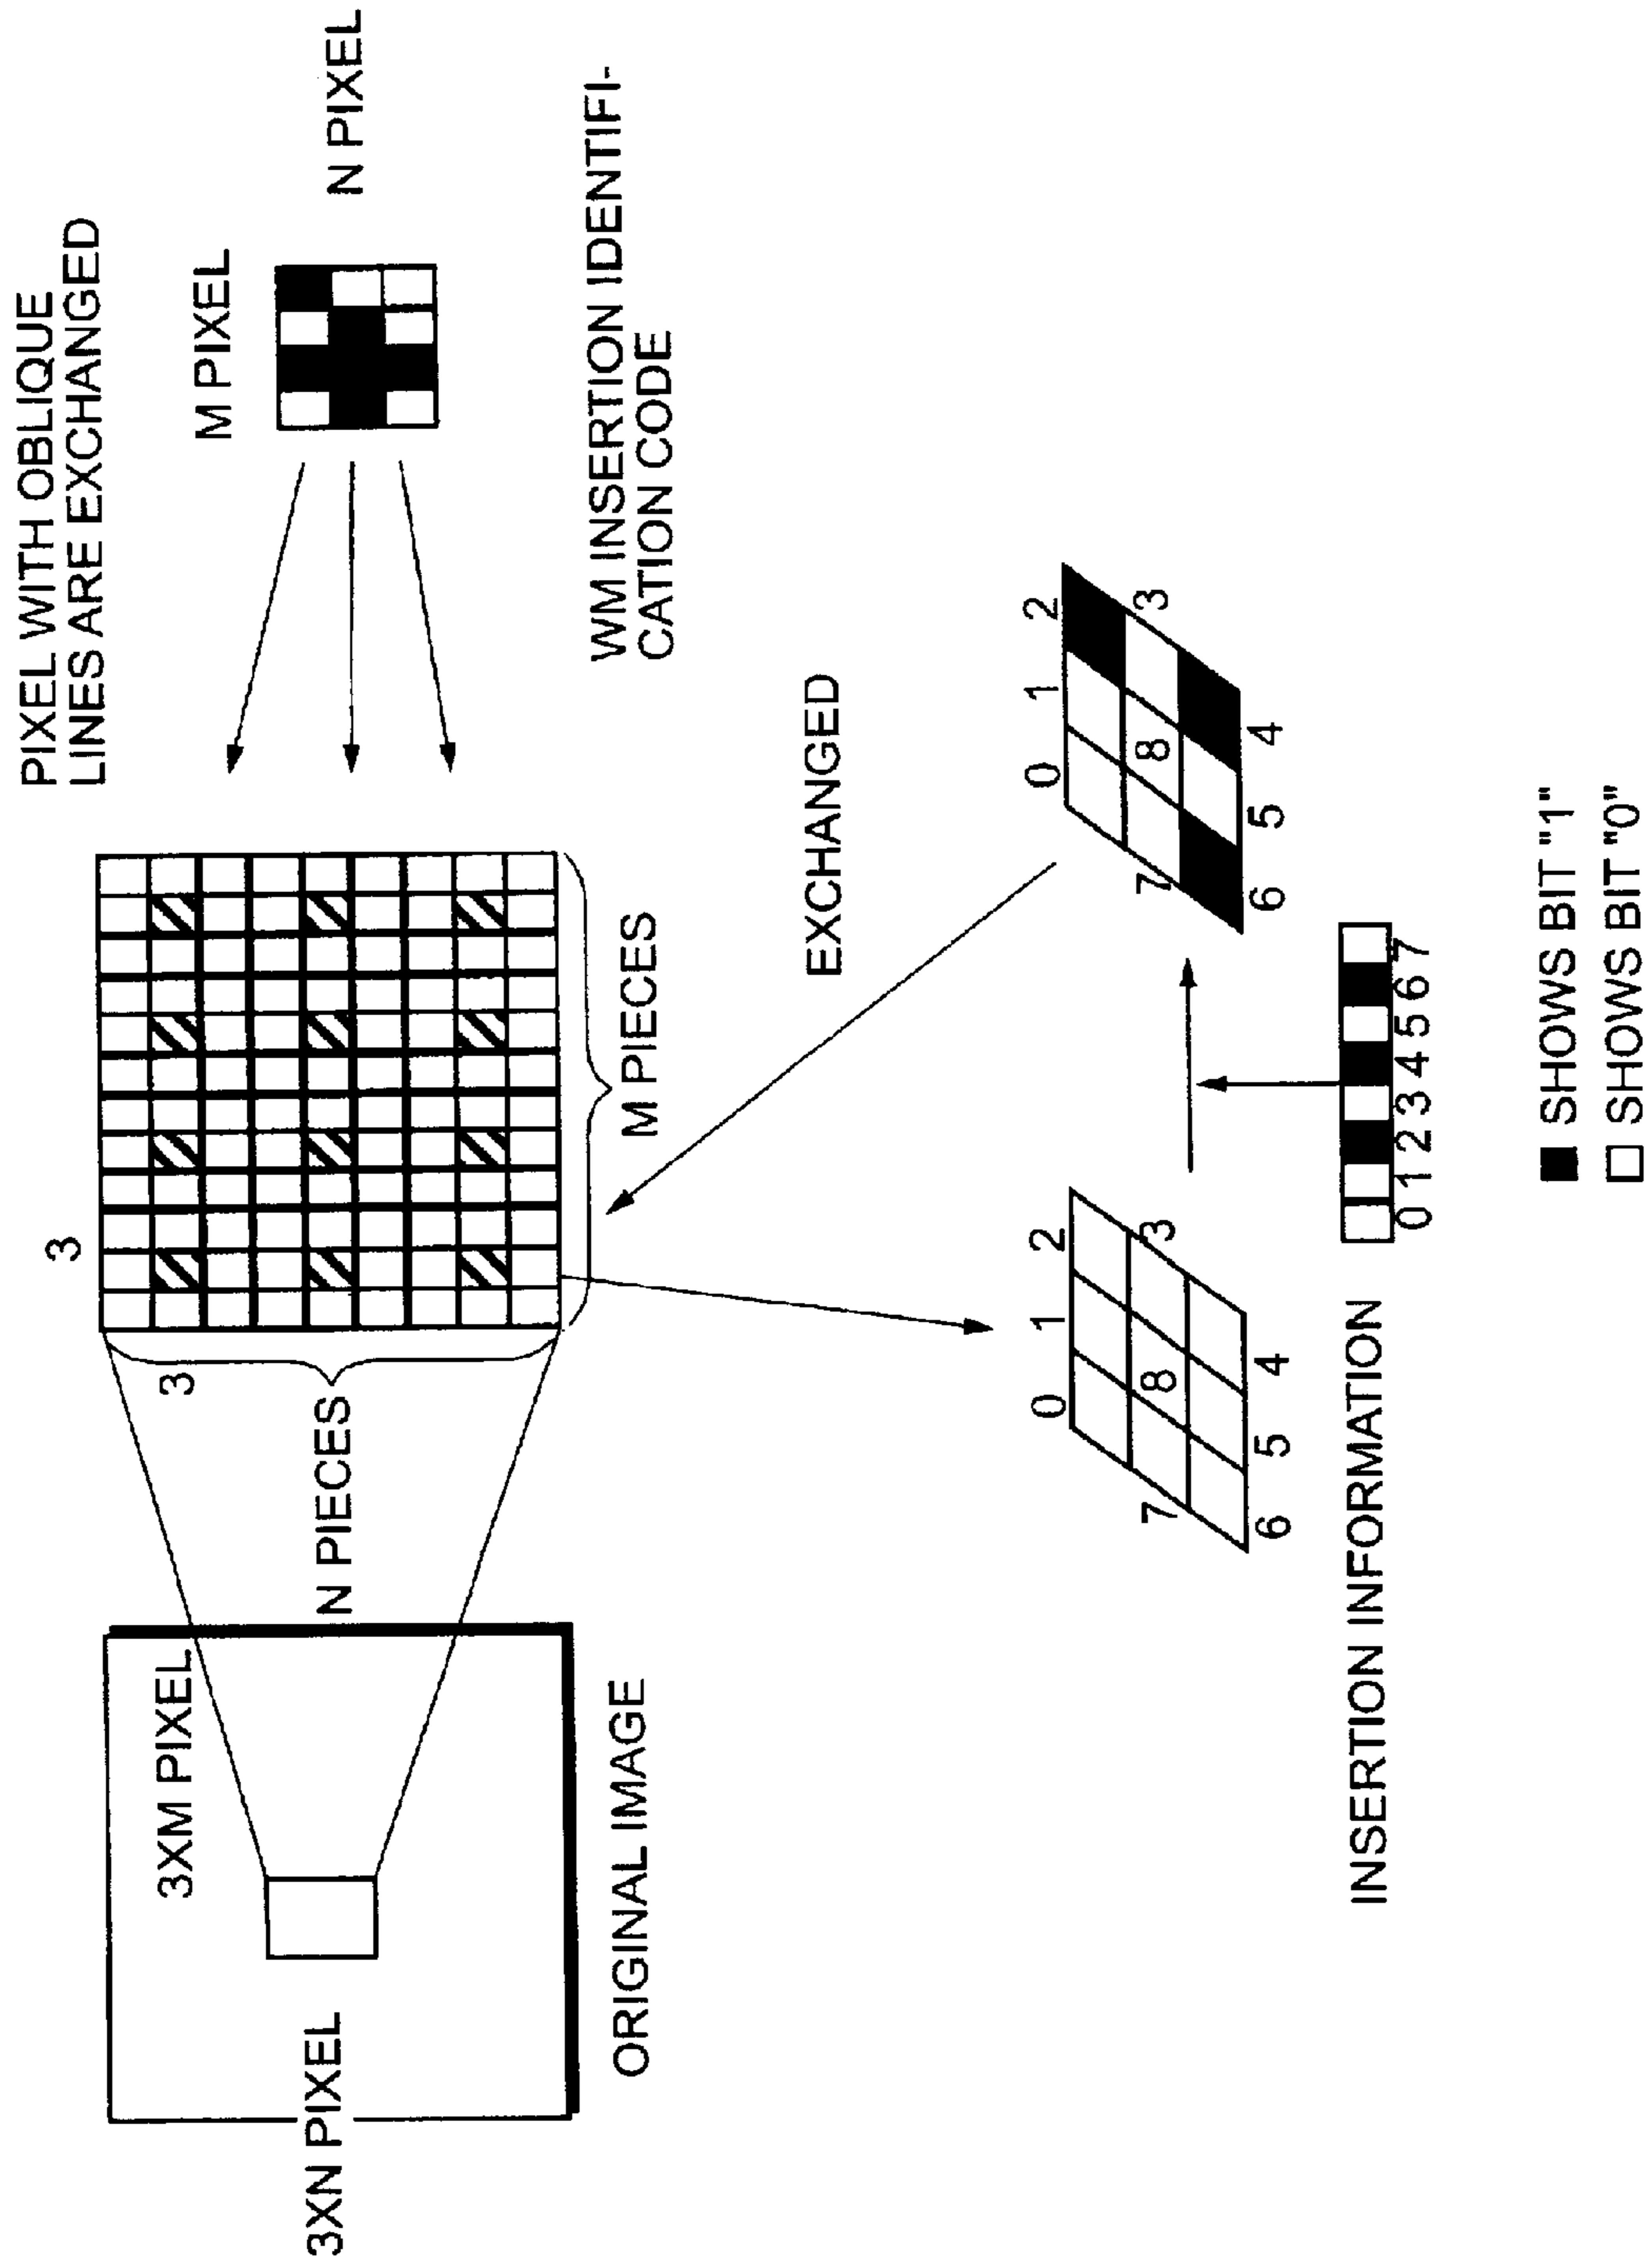 PIXEL WITH OBLIQUE
LINES ARE EXCHANGED
3XM PIXEL
3XN PIXEL
ORIGINAL IMAGE
3
3
N PIECES
M PIECES
M PIXEL
N PIXEL
WM INSERTION IDENTIFI-
CATION CODE
EXCHANGED
0 1 2
7 8 3
6 5 4
0 1 2
7 8 3
6 5 4
INSERTION INFORMATION
0 1 2 3 4 5 6 7
SHOWS BIT "1"
SHOWS BIT "0"